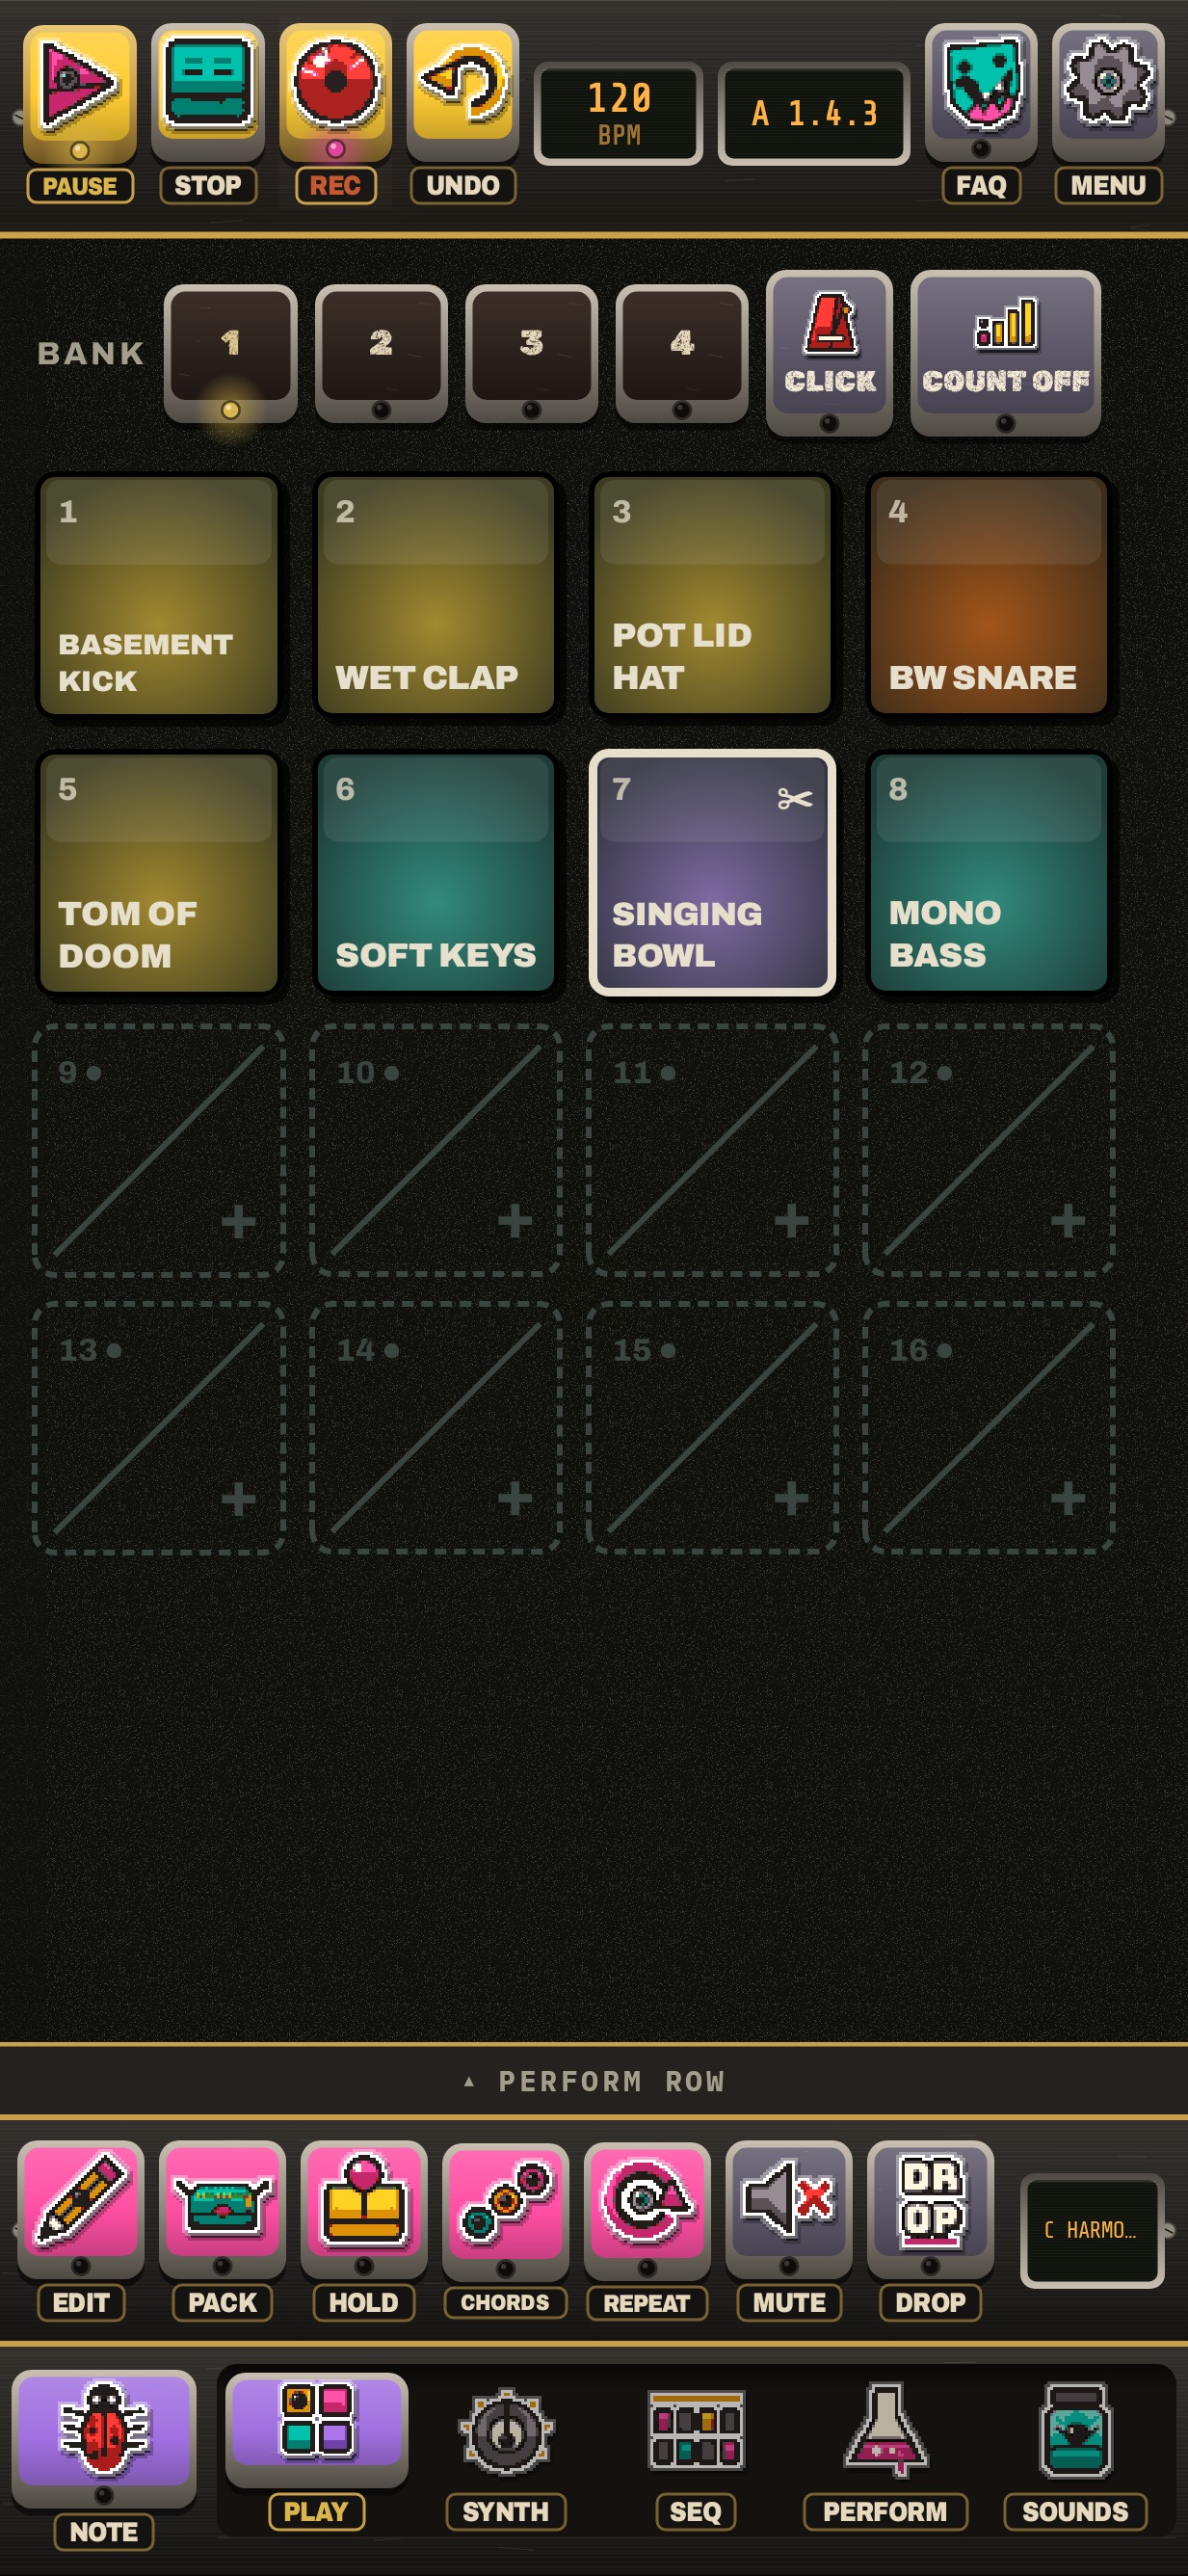 PAUSE STOP REC UNDO 120 BPM A 1.4.3 FAQ MENU
BANK 1 2 3 4 CLICK COUNT OFF
1 2 3 4
BASEMENT KICK
WET CLAP
POT LID HAT
BW SNARE
5 6 7 8
TOM OF DOOM
SOFT KEYS
SINGING BOWL
MONO BASS
9 10 11 12
13 14 15 16
PERFORM ROW
DROP
C HARMO…
EDIT PACK HOLD CHORDS REPEAT MUTE DROP
NOTE PLAY SYNTH SEQ PERFORM SOUNDS